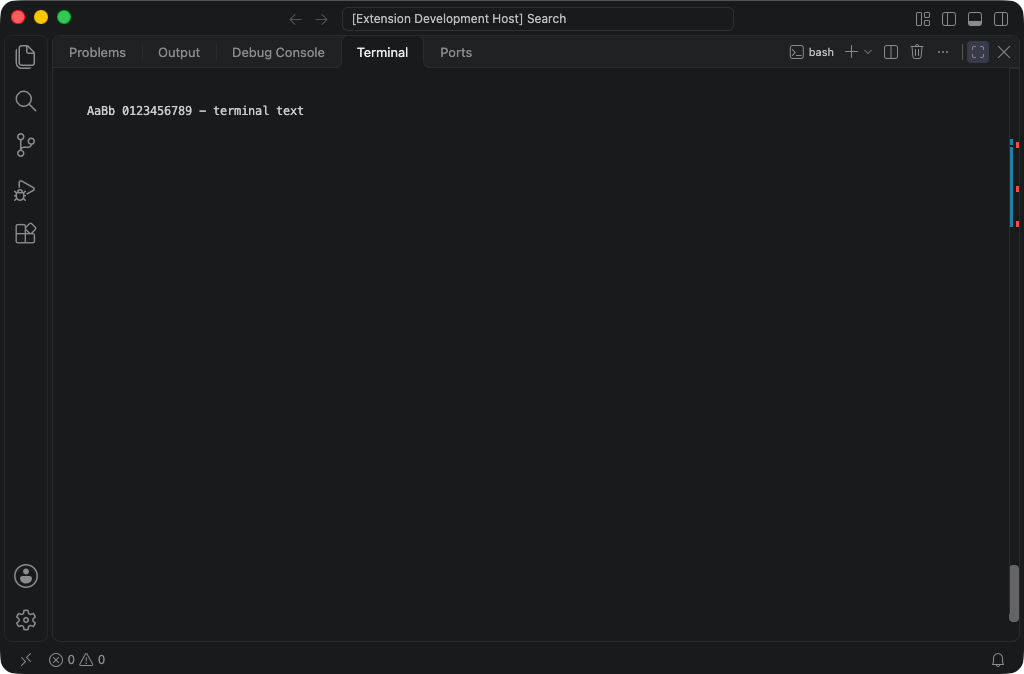 [Extension Development Host] Search
Problems Output Debug Console Terminal Ports bash
AaBb 0123456789 – terminal text
0 0